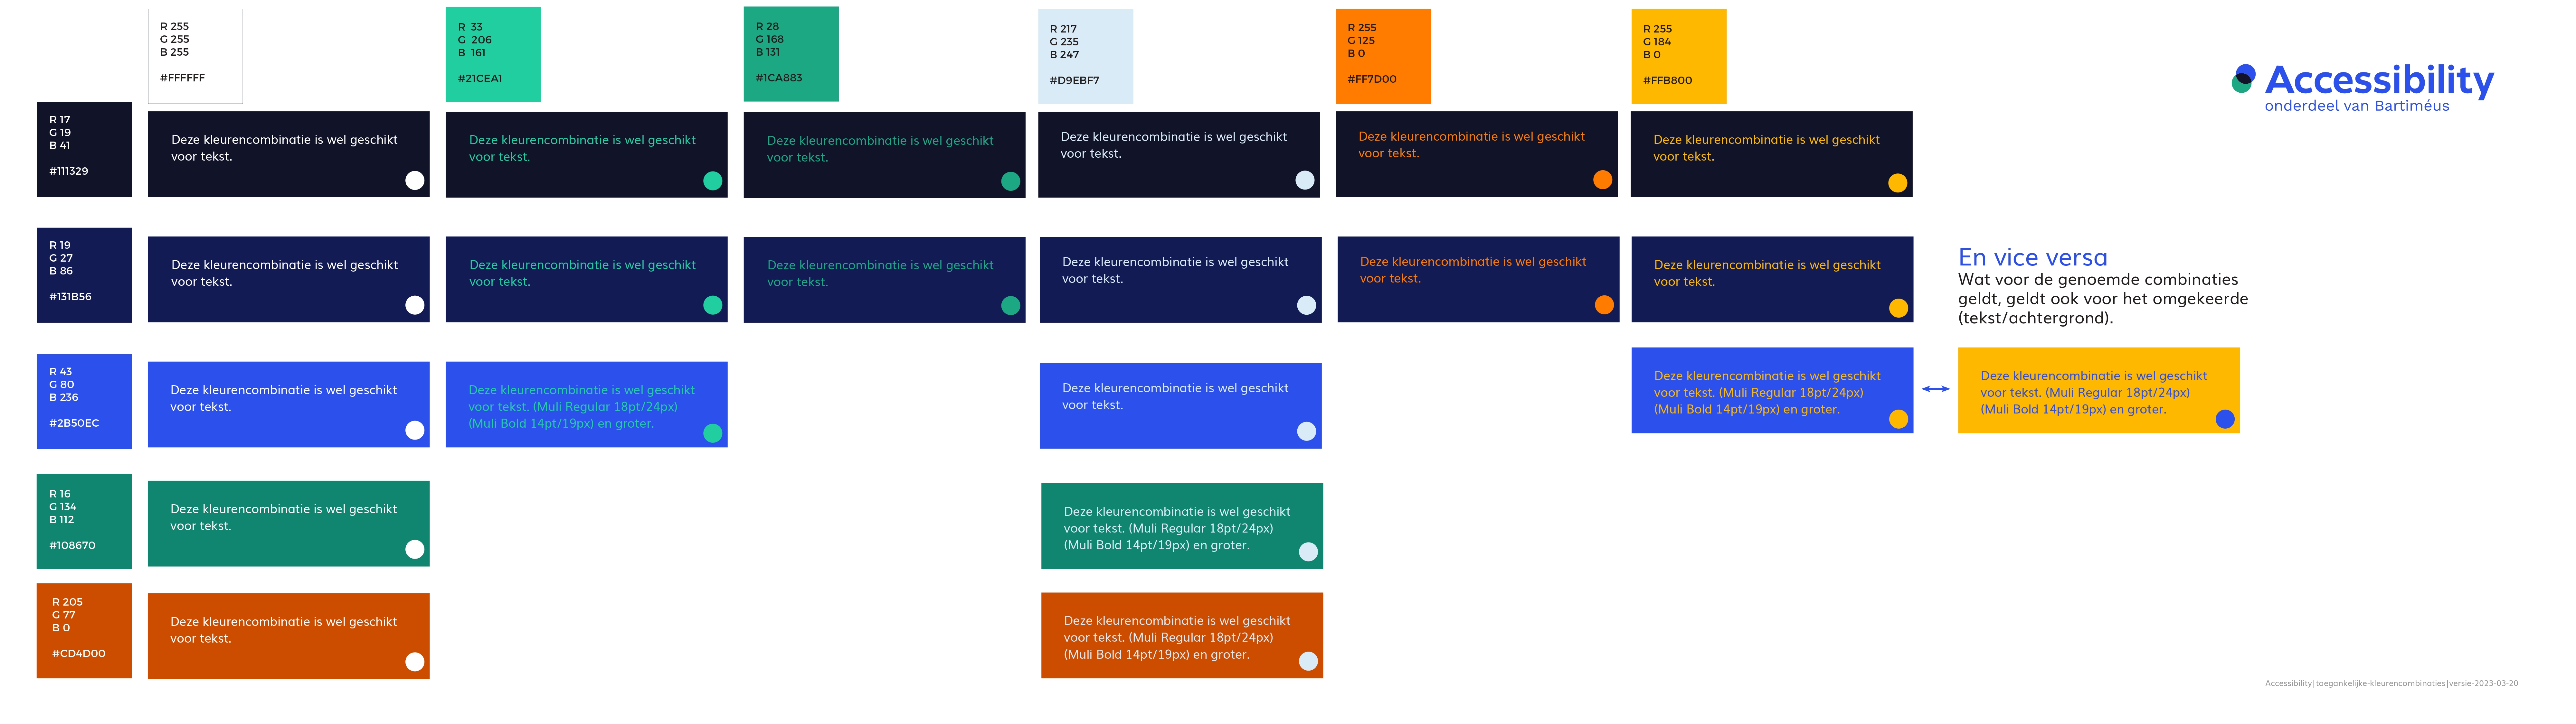 R 255
G 255
B 255
#FFFFFF
R 33
G 206
B 161
#21CEA1
R 28
G 168
B 131
#1CA883
R 217
G 235
B 247
#D9EBF7
R 255
G 125
B 0
#FF7D00
R 255
G 184
B 0
#FFB800
Accessibility
onderdeel van Bartiméus
R 17
G 19
B 41
#111329
Deze kleurencombinatie is wel geschikt
voor tekst.
Deze kleurencombinatie is wel geschikt
voor tekst.
Deze kleurencombinatie is wel geschikt
voor tekst.
Deze kleurencombinatie is wel geschikt
voor tekst.
Deze kleurencombinatie is wel geschikt
voor tekst.
Deze kleurencombinatie is wel geschikt
voor tekst.
R 19
G 27
B 86
#131B56
Deze kleurencombinatie is wel geschikt
voor tekst.
Deze kleurencombinatie is wel geschikt
voor tekst.
Deze kleurencombinatie is wel geschikt
voor tekst.
Deze kleurencombinatie is wel geschikt
voor tekst.
Deze kleurencombinatie is wel geschikt
voor tekst.
Deze kleurencombinatie is wel geschikt
voor tekst.
En vice versa
Wat voor de genoemde combinaties
geldt, geldt ook voor het omgekeerde
(tekst/achtergrond).
R 43
G 80
B 236
#2B50EC
Deze kleurencombinatie is wel geschikt
voor tekst.
Deze kleurencombinatie is wel geschikt
voor tekst. (Muli Regular 18pt/24px)
(Muli Bold 14pt/19px) en groter.
Deze kleurencombinatie is wel geschikt
voor tekst.
Deze kleurencombinatie is wel geschikt
voor tekst. (Muli Regular 18pt/24px)
(Muli Bold 14pt/19px) en groter.
Deze kleurencombinatie is wel geschikt
voor tekst. (Muli Regular 18pt/24px)
(Muli Bold 14pt/19px) en groter.
R 16
G 134
B 112
#108670
Deze kleurencombinatie is wel geschikt
voor tekst.
Deze kleurencombinatie is wel geschikt
voor tekst. (Muli Regular 18pt/24px)
(Muli Bold 14pt/19px) en groter.
R 205
G 77
B 0
#CD4D00
Deze kleurencombinatie is wel geschikt
voor tekst.
Deze kleurencombinatie is wel geschikt
voor tekst. (Muli Regular 18pt/24px)
(Muli Bold 14pt/19px) en groter.
Accessibility|toegankelijke-kleurencombinaties|versie-2023-03-20